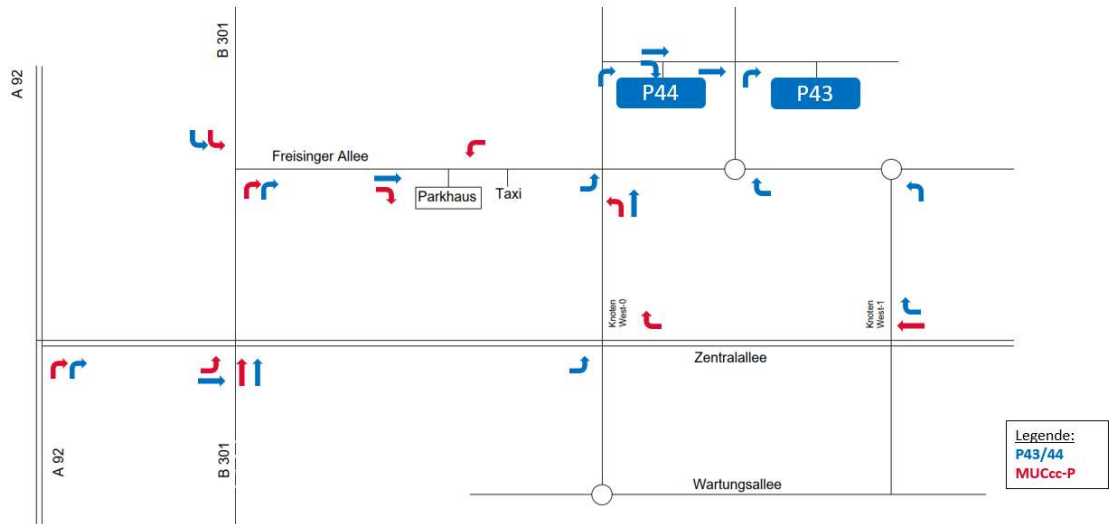 B 301
A 92
P44
P43
Freisinger Allee
Parkhaus
Taxi
Knoten
West-0
Knoten
West-1
Zentralallee
A 92
B 301
Wartungsallee
Legende:
P43/44
MUCcc-P